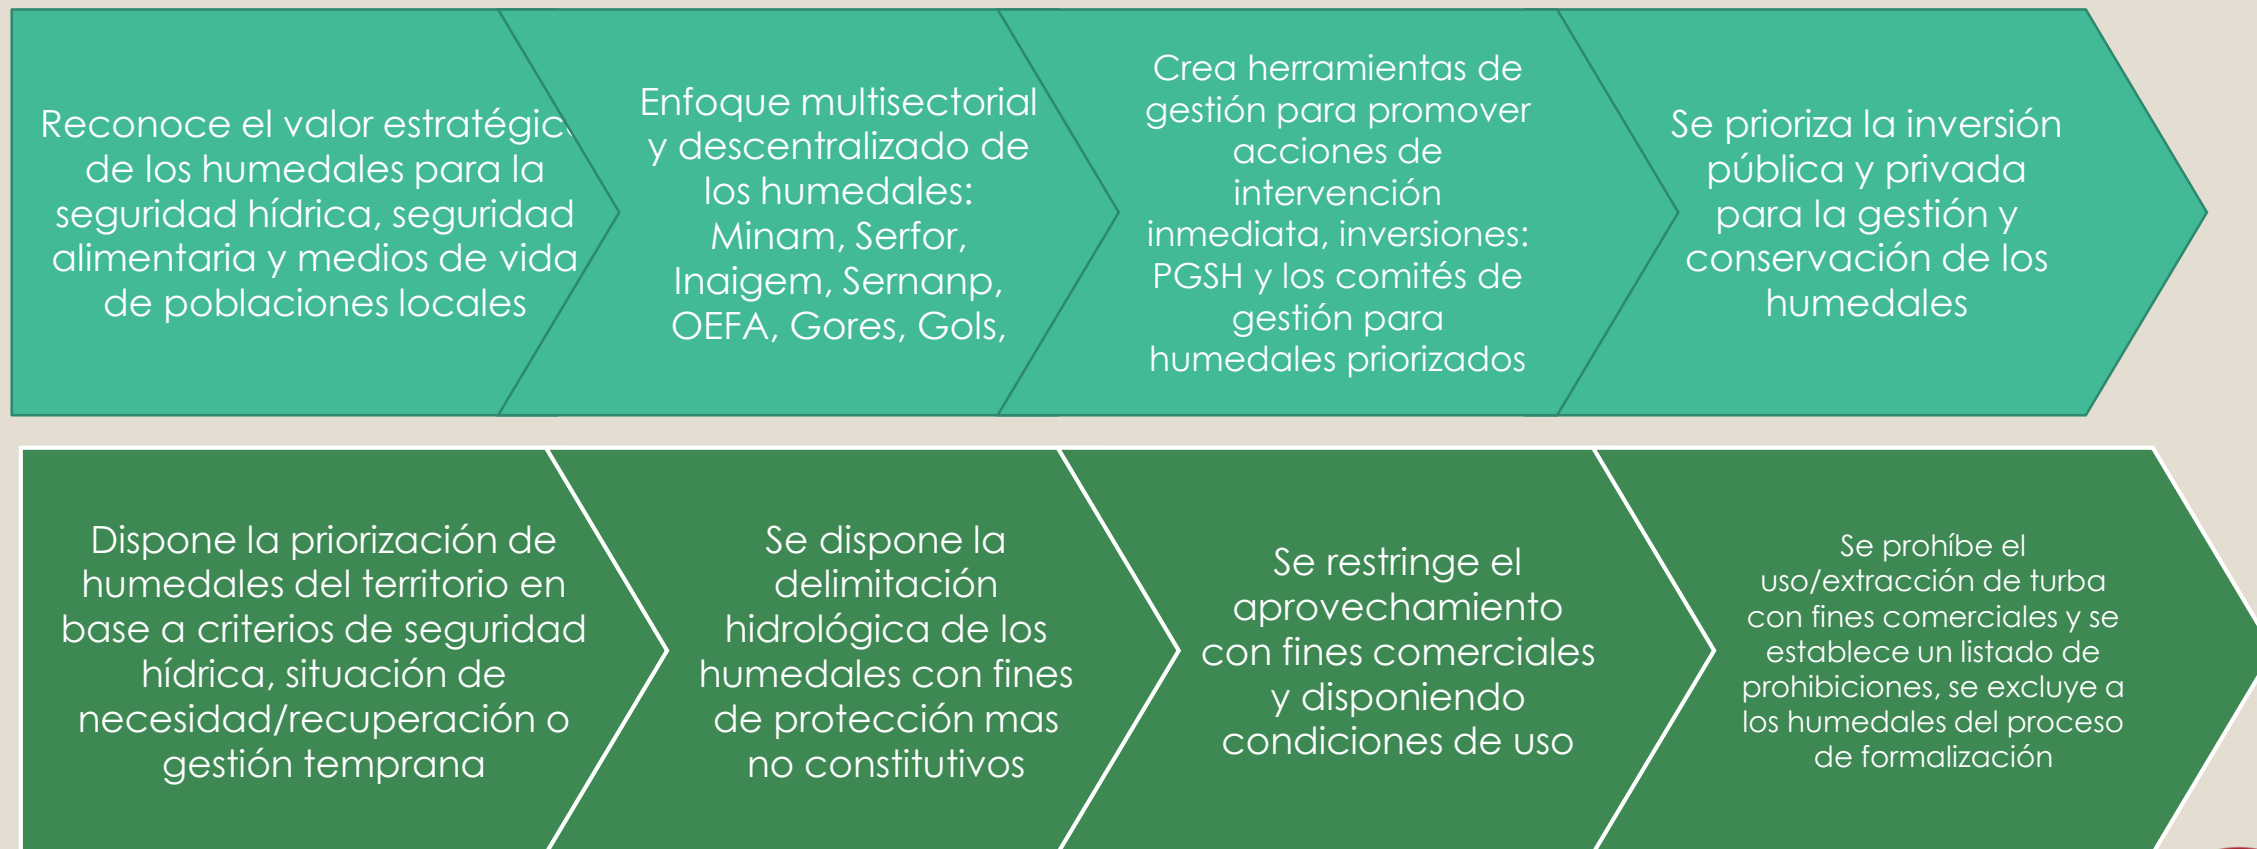 Reconoce el valor estratégico
de los humedales para la
seguridad hídrica, seguridad
alimentaria y medios de vida
de poblaciones locales
Enfoque multisectorial
y descentralizado de
los humedales:
Minam, Serfor,
Inaigem, Sernanp,
OEFA, Gores, Gols,
Crea herramientas de
gestión para promover
acciones de
intervención
inmediata, inversiones:
PGSH y los comités de
gestión para
humedales priorizados
Se prioriza la inversión
pública y privada
para la gestión y
conservación de los
humedales
Dispone la priorización de
humedales del territorio en
base a criterios de seguridad
hídrica, situación de
necesidad/recuperación o
gestión temprana
Se dispone la
delimitación
hidrológica de los
humedales con fines
de protección mas
no constitutivos
Se restringe el
aprovechamiento
con fines comerciales
y disponiendo
condiciones de uso
Se prohíbe el
uso/extracción de turba
con fines comerciales y se
establece un listado de
prohibiciones, se excluye a
los humedales del proceso
de formalización